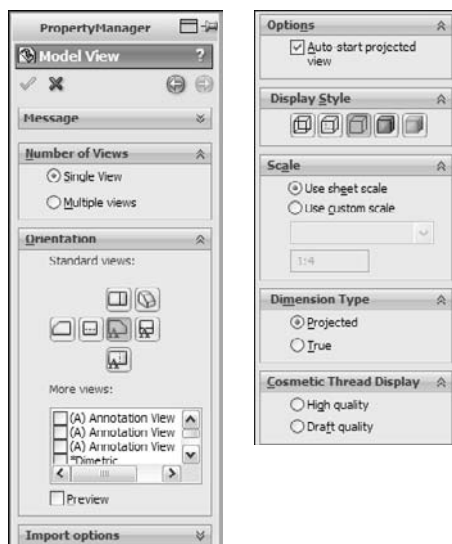 PropertyManager
Model View ?
Message
Number of Views
Single View
Multiple views
Orientation
Standard views:
A A
A
More views:
(A) Annotation View
(A) Annotation View
(A) Annotation View
*Dimetric
Preview
Import options
Options
Auto-start projected
view
Display Style
Scale
Use sheet scale
Use custom scale
1:4
Dimension Type
Projected
True
Cosmetic Thread Display
High quality
Draft quality